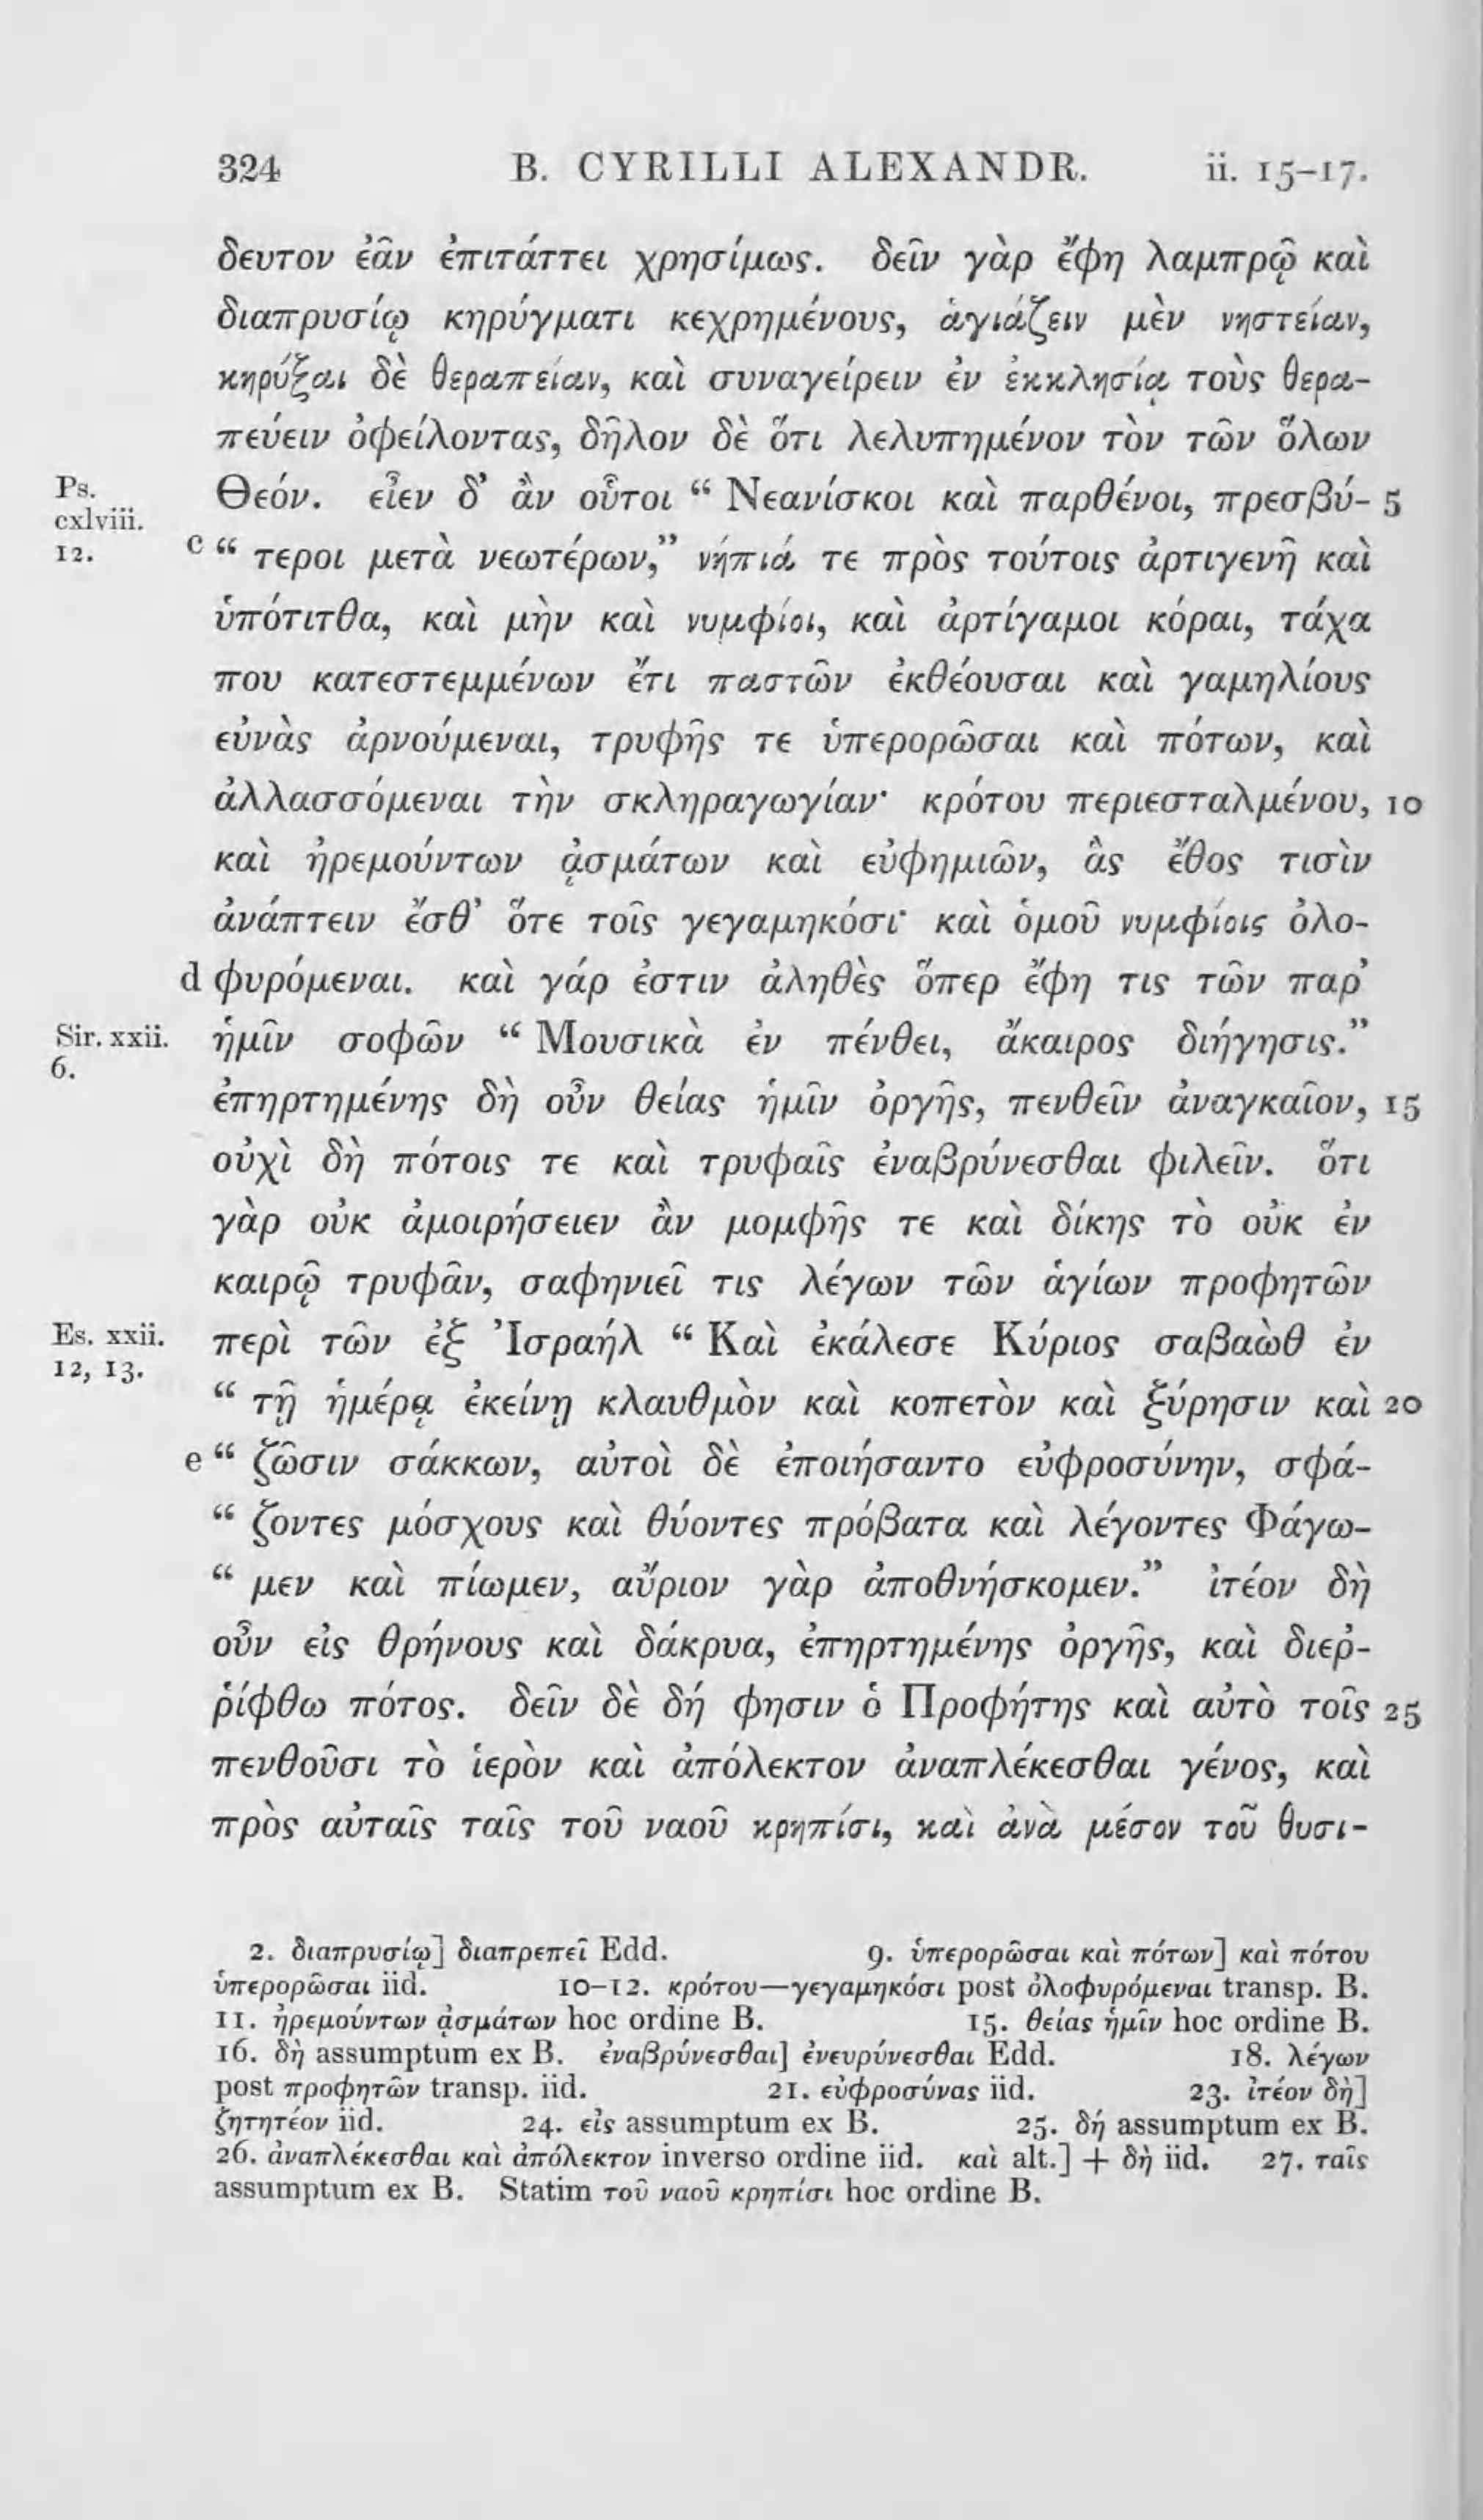 324 B. CYRILLI ALEXANDR. ii. 15-17.
δευτον ἐᾶν ἐπιτάττει χρησίμως. δεῖν γὰρ ἔφη λαμπρῷ καὶ
διαπρυσίῳ κηρύγματι κεχρημένους, ἁγιάζειν μὲν νηστείαν,
κηρύξαι δὲ θεραπείαν, καὶ συναγείρειν ἐν ἐκκλησίᾳ τοὺς θερα-
πεύειν ὀφείλοντας, δῆλον δὲ ὅτι λελυπημένον τὸν τῶν ὅλων
Ps. cxlviii. 12.
Θεόν. εἶεν δ’ ἂν οὗτοι “ Νεανίσκοι καὶ παρθένοι, πρεσβύ- 5
c “ τεροι μετὰ νεωτέρων,” νήπιά τε πρὸς τούτοις ἀρτιγενῆ καὶ
ὑπότιτθα, καὶ μὴν καὶ νυμφίοι, καὶ ἀρτίγαμοι κόραι, τάχα
που κατεστεμμένων ἔτι παστῶν ἐκθέουσαι καὶ γαμηλίους
εὐνὰς ἀρνούμεναι, τρυφῆς τε ὑπερορῶσαι καὶ πότων, καὶ
ἀλλασσόμεναι τὴν σκληραγωγίαν· κρότου περιεσταλμένου, 10
καὶ ἠρεμούντων ᾀσμάτων καὶ εὐφημιῶν, ἃς ἔθος τισὶν
ἀνάπτειν ἔσθ’ ὅτε τοῖς γεγαμηκόσι· καὶ ὁμοῦ νυμφίοις ὀλο-
d φυρόμεναι. καὶ γάρ ἐστιν ἀληθὲς ὅπερ ἔφη τις τῶν παρ’
Sir. xxii. 6.
ἡμῖν σοφῶν “ Μουσικὰ ἐν πένθει, ἄκαιρος διήγησις.”
ἐπηρτημένης δὴ οὖν θείας ἡμῖν ὀργῆς, πενθεῖν ἀναγκαῖον, 15
οὐχὶ δὴ πότοις τε καὶ τρυφαῖς ἐναβρύνεσθαι φιλεῖν. ὅτι
γὰρ οὐκ ἀμοιρήσειεν ἂν μομφῆς τε καὶ δίκης τὸ οὐκ ἐν
καιρῷ τρυφᾶν, σαφηνιεῖ τις λέγων τῶν ἁγίων προφητῶν
Es. xxii. 12, 13.
περὶ τῶν ἐξ Ἰσραήλ “ Καὶ ἐκάλεσε Κύριος σαβαὼθ ἐν
“ τῇ ἡμέρᾳ ἐκείνῃ κλαυθμὸν καὶ κοπετὸν καὶ ξύρησιν καὶ 20
e “ ζῶσιν σάκκων, αὐτοὶ δὲ ἐποιήσαντο εὐφροσύνην, σφά-
“ ζοντες μόσχους καὶ θύοντες πρόβατα καὶ λέγοντες Φάγω-
“ μεν καὶ πίωμεν, αὔριον γὰρ ἀποθνήσκομεν.” ἰτέον δὴ
οὖν εἰς θρήνους καὶ δάκρυα, ἐπηρτημένης ὀργῆς, καὶ διεῤ-
ῥίφθω πότος. δεῖν δὲ δή φησιν ὁ Προφήτης καὶ αὐτὸ τοῖς 25
πενθοῦσι τὸ ἱερὸν καὶ ἀπόλεκτον ἀναπλέκεσθαι γένος, καὶ
πρὸς αὐταῖς ταῖς τοῦ ναοῦ κρηπίσι, καὶ ἀνὰ μέσον τοῦ θυσι-
2. διαπρυσίῳ] διαπρεπεῖ Edd. 9. ὑπερορῶσαι καὶ πότων] καὶ πότου
ὑπερορῶσαι iid. 10-12. κρότου—γεγαμηκόσι post ὀλοφυρόμεναι transp. B.
11. ἠρεμούντων ᾀσμάτων hoc ordine B. 15. θείας ἡμῖν hoc ordine B.
16. δὴ assumptum ex B. ἐναβρύνεσθαι] ἐνευρύνεσθαι Edd. 18. λέγων
post προφητῶν transp. iid. 21. εὐφροσύνας iid. 23. ἰτέον δὴ]
ζητητέον iid. 24. εἰς assumptum ex B. 25. δή assumptum ex B.
26. ἀναπλέκεσθαι καὶ ἀπόλεκτον inverso ordine iid. καὶ alt.] + δὴ iid. 27. ταῖς
assumptum ex B. Statim τοῦ ναοῦ κρηπίσι hoc ordine B.